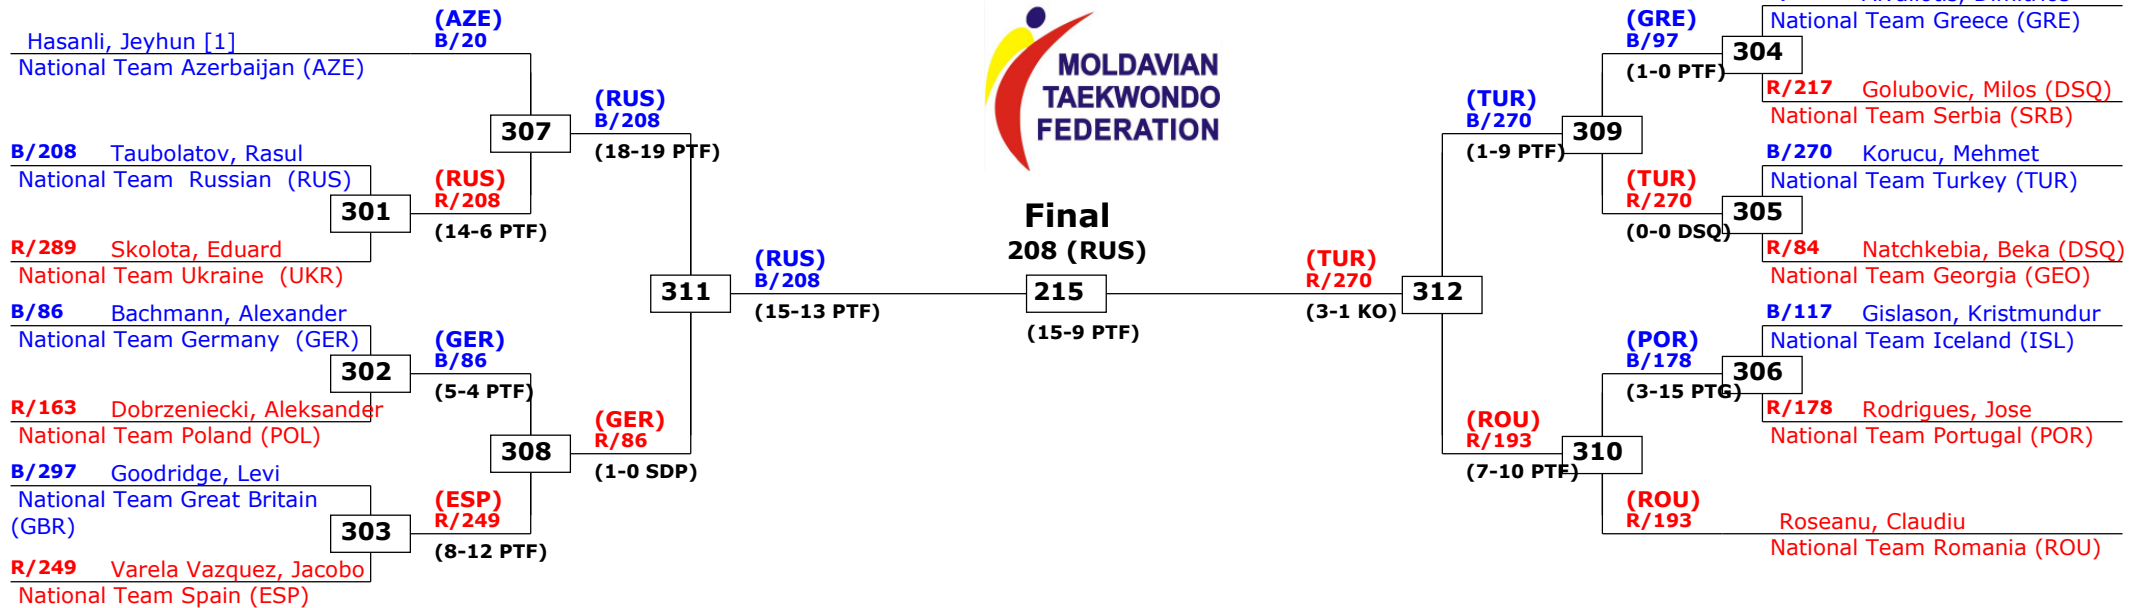 Hasanli, Jeyhun [1]
National Team Azerbaijan (AZE)
(AZE)
B/20
307
B/208 Taubolatov, Rasul
National Team Russian (RUS)
301
(RUS)
R/208
(14-6 PTF)
R/289 Skolota, Eduard
National Team Ukraine (UKR)
(RUS)
B/208
(18-19 PTF)
B/86 Bachmann, Alexander
National Team Germany (GER)
302
(GER)
B/86
(5-4 PTF)
R/163 Dobrzeniecki, Aleksander
National Team Poland (POL)
308
(GER)
R/86
(1-0 SDP)
B/297 Goodridge, Levi
National Team Great Britain
(GBR)
303
(ESP)
R/249
(8-12 PTF)
R/249 Varela Vazquez, Jacobo
National Team Spain (ESP)
311
(RUS)
B/208
(15-13 PTF)
MOLDAVIAN
TAEKWONDO
FEDERATION
Final
208 (RUS)
215
(15-9 PTF)
(TUR)
R/270
(3-1 KO)
312
(TUR)
B/270
(1-9 PTF)
309
(GRE)
B/97
(1-0 PTF)
304
National Team Greece (GRE)
R/217 Golubovic, Milos (DSQ)
National Team Serbia (SRB)
B/270 Korucu, Mehmet
National Team Turkey (TUR)
(TUR)
R/270
(0-0 DSQ)
305
R/84 Natchkebia, Beka (DSQ)
National Team Georgia (GEO)
B/117 Gislason, Kristmundur
National Team Iceland (ISL)
(POR)
B/178
(3-15 PTG)
306
R/178 Rodrigues, Jose
National Team Portugal (POR)
(ROU)
R/193
(7-10 PTF)
310
(ROU)
R/193
Roseanu, Claudiu
National Team Romania (ROU)